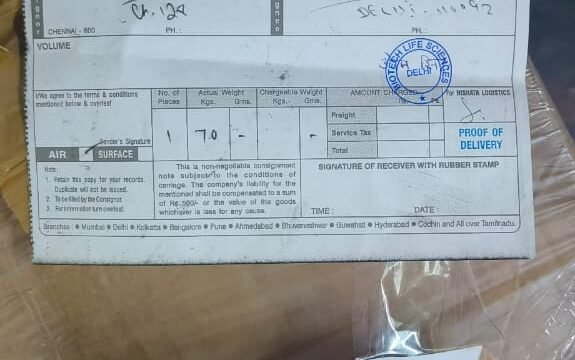 Ch. 128
DELHI - 110092
CHENNAI - 600
PH. :
PH. :
VOLUME
BIOTECH LIFE SCIENCES
DELHI
I/We agree to the terms & conditions
mentioned below & overleaf
Sender's Signature
No. of
Pieces
Actual Weight
Kgs. Gms.
Chargeable Weight
Kgs. Gms.
AMOUNT CHARGED
For NISHATA LOGISTICS
1
70
-
-
Freight
Service Tax
Total
PROOF OF
DELIVERY
AIR ✓ SURFACE
Note:
1. Retain this copy for your records.
Duplicate will not be issued.
2. To be filled by the Consignor.
3. For information turn overleaf.
This is non-negotiable consignment
note subject to the conditions of
carriage. The company's liability for the
mentioned shall be compensated to a sum
of Rs.500/- or the value of the goods
whichever is less for any cause.
SIGNATURE OF RECEIVER WITH RUBBER STAMP
TIME : DATE :
Branches : ● Mumbai ● Delhi ● Kolkatta ● Bangalore ● Pune ● Ahmedabad ● Bhuvaneshwar ● Guwahati ● Hyderabad ● Cochin and All over Tamilnadu.